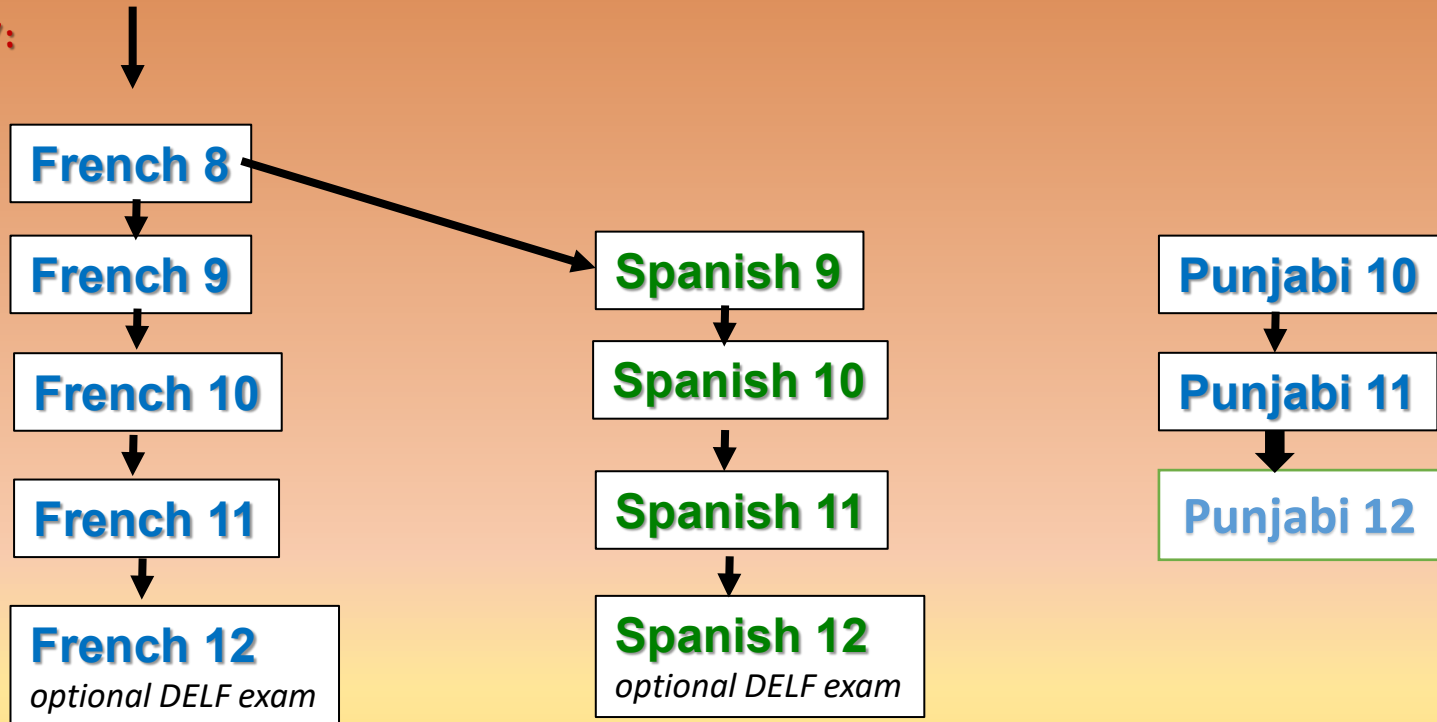 French 8
French 9
French 10
French 11
French 12
optional DELF exam
Spanish 9
Spanish 10
Spanish 11
Spanish 12
optional DELF exam
Punjabi 10
Punjabi 11
Punjabi 12